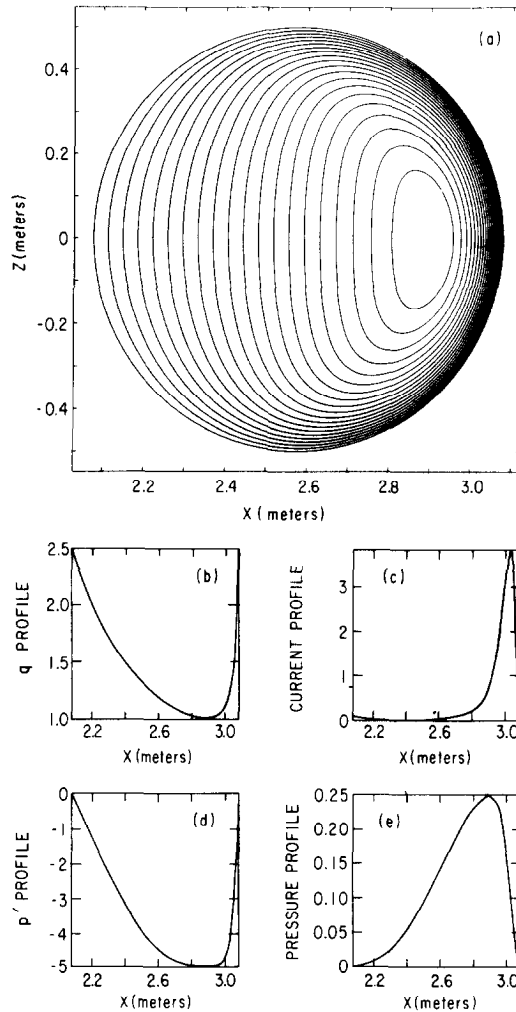 (a)
0.4
0.2
0
-0.2
-0.4
Z (meters)
2.2 2.4 2.6 2.8 3.0
X (meters)
(b)
2.5
2.0
1.5
1.0
q PROFILE
2.2 2.6 3.0
X(meters)
(c)
3
2
1
0
CURRENT PROFILE
2.2 2.6 3.0
X(meters)
(d)
0
-1
-2
-3
-4
-5
p' PROFILE
2.2 2.6 3.0
X(meters)
(e)
0.25
0.20
0.15
0.10
0.05
0
PRESSURE PROFILE
2.2 2.6 3.0
X(meters)